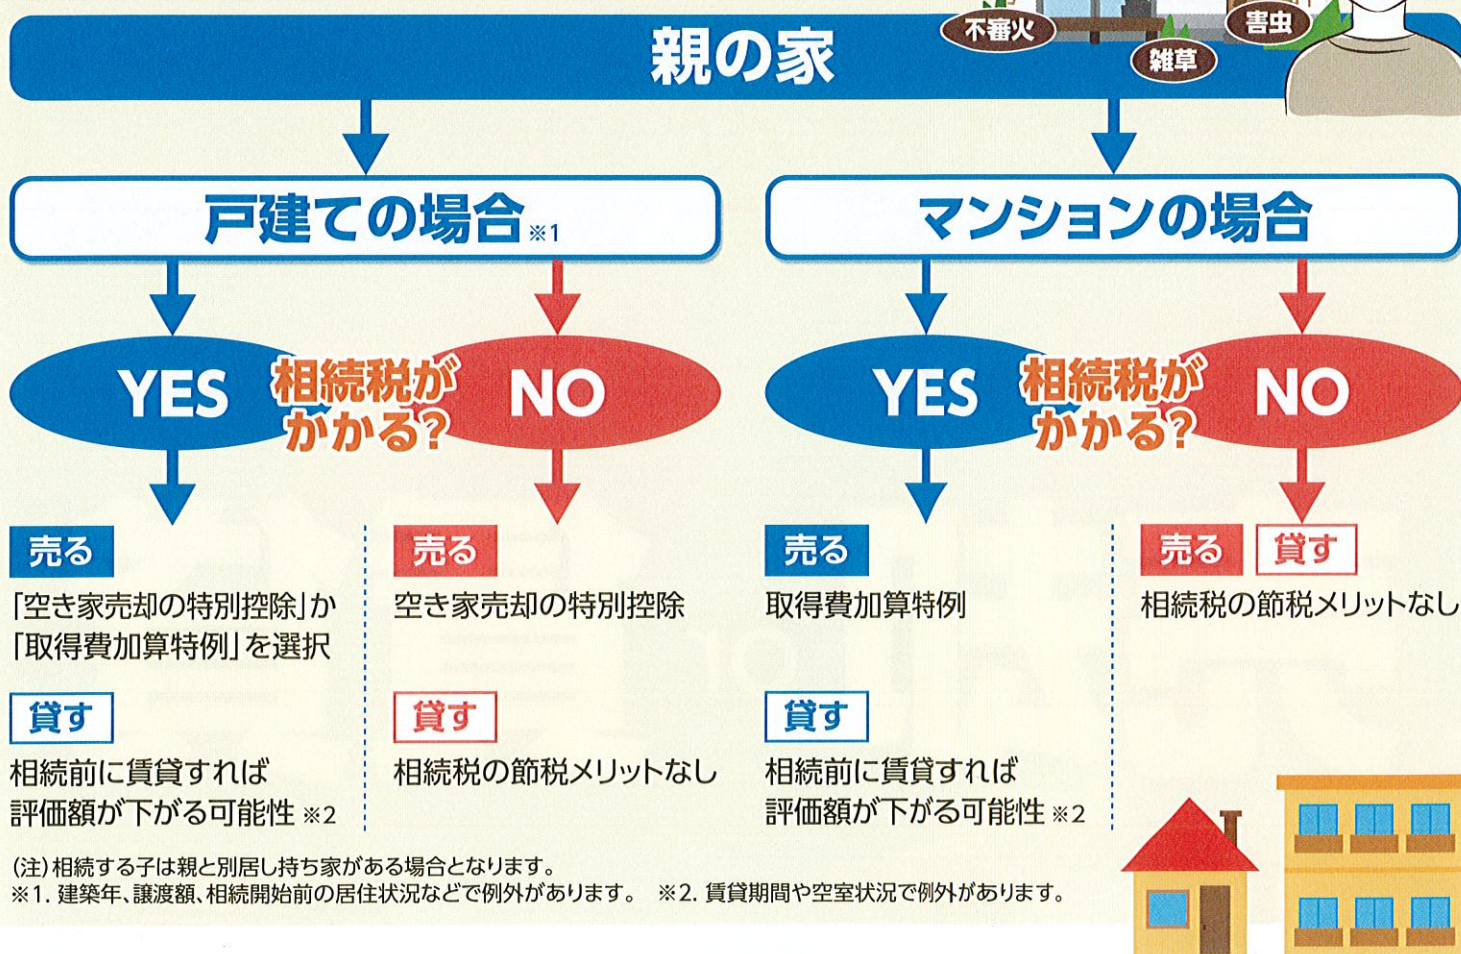 不審火
害虫
雑草
親の家
戸建ての場合※1
マンションの場合
YES
相続税が
かかる?
NO
YES
相続税が
かかる?
NO
売る
「空き家売却の特別控除」か
「取得費加算特例」を選択
貸す
相続前に賃貸すれば
評価額が下がる可能性※2
売る
空き家売却の特別控除
貸す
相続税の節税メリットなし
売る
取得費加算特例
貸す
相続前に賃貸すれば
評価額が下がる可能性※2
売る 貸す
相続税の節税メリットなし
(注)相続する子は親と別居し持ち家がある場合となります。
※1. 建築年、譲渡額、相続開始前の居住状況などで例外があります。 ※2. 賃貸期間や空室状況で例外があります。